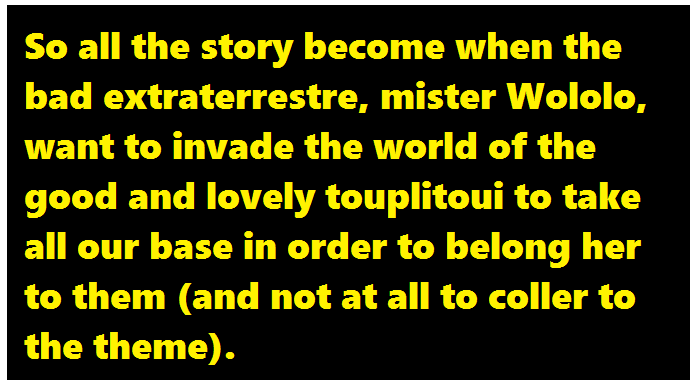 So all the story become when the
bad extraterrestre, mister Wololo,
want to invade the world of the
good and lovely touplitoui to take
all our base in order to belong her
to them (and not at all to coller to
the theme).